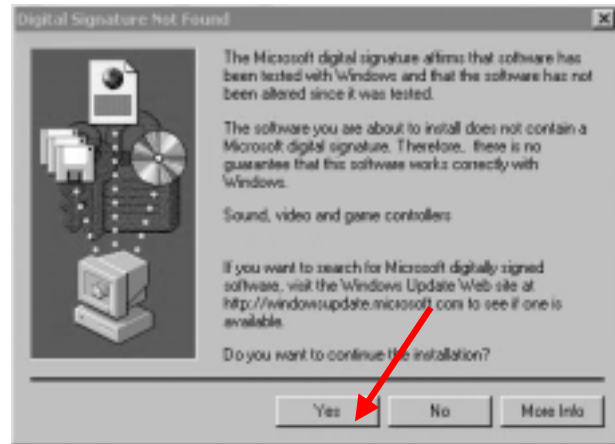 Digital Signature Not Found
The Microsoft digital signature affirms that software has
been tested with Windows and that the software has not
been altered since it was tested.
The software you are about to install does not contain a
Microsoft digital signature. Therefore, there is no
guarantee that this software works correctly with
Windows.
Sound, video and game controllers
If you want to search for Microsoft digitally signed
software, visit the Windows Update Web site at
http://windowsupdate.microsoft.com to see if one is
available.
Do you want to continue the installation?
Yes No More Info